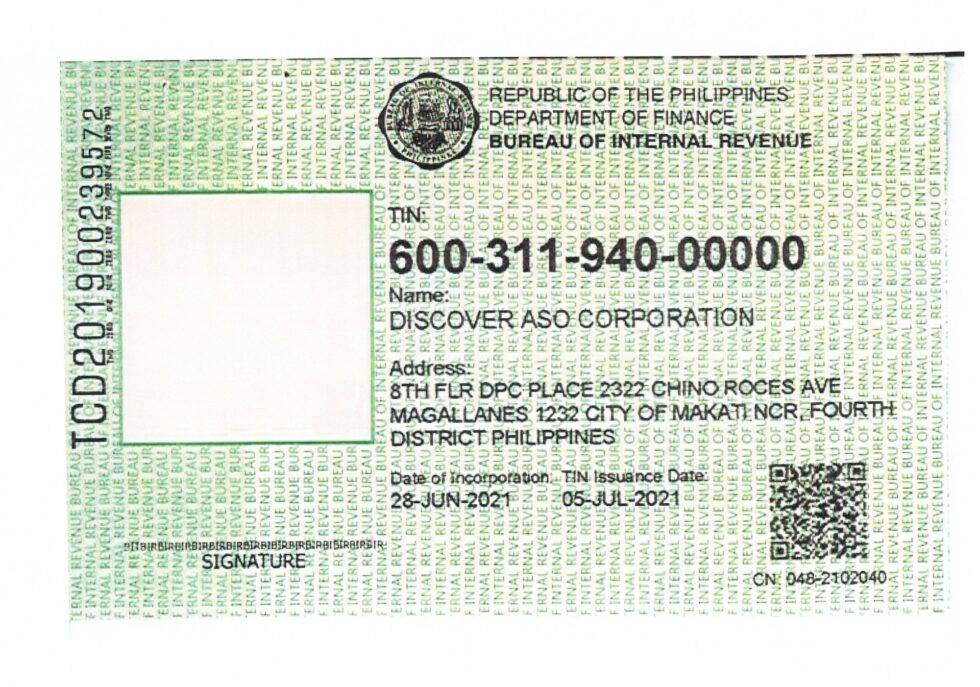 REPUBLIC OF THE PHILIPPINES
DEPARTMENT OF FINANCE
BUREAU OF INTERNAL REVENUE
TCD201900239572
TIN:
600-311-940-00000
Name:
DISCOVER ASO CORPORATION
Address:
8TH FLR DPC PLACE 2322 CHINO ROCES AVE
MAGALLANES 1232 CITY OF MAKATI NCR, FOURTH
DISTRICT PHILIPPINES
Date of Incorporation: TIN Issuance Date:
28-JUN-2021 05-JUL-2021
SIGNATURE
CN: 048-2102040